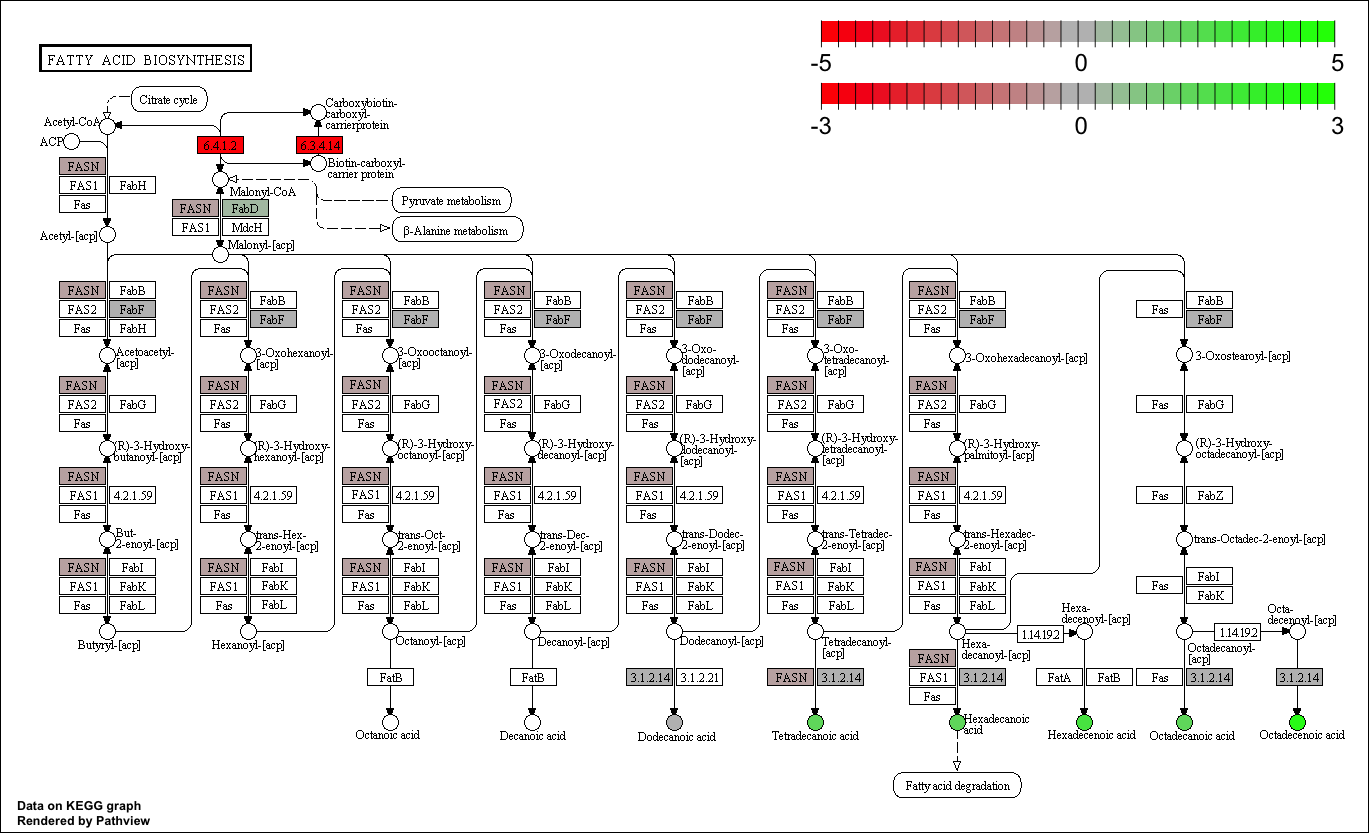 FATTY ACID BIOSYNTHESIS
-5 0 5
-3 0 3
Citrate cycle
Acetyl-CoA
ACP
Carboxybiotin-
carboxyl-
carrierprotein
6.4.1.2
6.3.4.14
Biotin-carboxyl-
carrier protein
FASN
FAS1 FabH
Fas
Malonyl-CoA
Pyruvate metabolism
β-Alanine metabolism
FASN FabD
FAS1 MdcH
Acetyl-[acp]
Malonyl-[acp]
FASN FabB
FAS2 FabF
Fas FabH
FASN FabB
FAS2 FabF
Fas
FASN FabB
FAS2 FabF
Fas
FASN FabB
FAS2 FabF
Fas
FASN FabB
FAS2 FabF
Fas
FASN FabB
FAS2 FabF
Fas
FASN FabB
FAS2 FabF
Fas
Fas FabB
FabF
Acetoacetyl-
[acp]
3-Oxohexanoyl-
[acp]
3-Oxooctanoyl-
[acp]
3-Oxodecanoyl-
[acp]
3-Oxo-
dodecanoyl-
[acp]
3-Oxo-
tetradecanoyl-
[acp]
3-Oxohexadecanoyl-[acp]
3-Oxostearoyl-[acp]
FASN
FAS2 FabG
Fas
FASN
FAS2 FabG
Fas
FASN
FAS2 FabG
Fas
FASN
FAS2 FabG
Fas
FASN
FAS2 FabG
Fas
FASN
FAS2 FabG
Fas
FASN
FAS2 FabG
Fas
Fas FabG
(R)-3-Hydroxy-
butanoyl-[acp]
(R)-3-Hydroxy-
hexanoyl-[acp]
(R)-3-Hydroxy-
octanoyl-[acp]
(R)-3-Hydroxy-
decanoyl-[acp]
(R)-3-Hydroxy-
dodecanoyl-
[acp]
(R)-3-Hydroxy-
tetradecanoyl-
[acp]
(R)-3-Hydroxy-
palmitoyl-[acp]
(R)-3-Hydroxy-
octadecanoyl-[acp]
FASN
FAS1 4.2.1.59
Fas
FASN
FAS1 4.2.1.59
Fas
FASN
FAS1 4.2.1.59
Fas
FASN
FAS1 4.2.1.59
Fas
FASN
FAS1 4.2.1.59
Fas
FASN
FAS1 4.2.1.59
Fas
FASN
FAS1 4.2.1.59
Fas
Fas FabZ
But-
2-enoyl-[acp]
trans-Hex-
2-enoyl-[acp]
trans-Oct-
2-enoyl-[acp]
trans-Dec-
2-enoyl-[acp]
trans-Dodec-
2-enoyl-[acp]
trans-Tetradec-
2-enoyl-[acp]
trans-Hexadec-
2-enoyl-[acp]
trans-Octadec-2-enoyl-[acp]
FASN FabI
FAS1 FabK
Fas FabL
FASN FabI
FAS1 FabK
Fas FabL
FASN FabI
FAS1 FabK
Fas FabL
FASN FabI
FAS1 FabK
Fas FabL
FASN FabI
FAS1 FabK
Fas FabL
FASN FabI
FAS1 FabK
Fas FabL
FASN FabI
FAS1 FabK
Fas FabL
Fas FabI
FabK
Butyryl-[acp]
Hexanoyl-[acp]
Octanoyl-[acp]
Decanoyl-[acp]
Dodecanoyl-[acp]
Tetradecanoyl-
[acp]
Hexa-
decanoyl-[acp]
1.14.19.2
Hexa-
decenoyl-[acp]
Octadecanoyl-
[acp]
1.14.19.2
Octa-
decenoyl-[acp]
FatB
FatB
3.1.2.14 3.1.2.21
FASN 3.1.2.14
FASN
FAS1 3.1.2.14
Fas
FatA FatB
Fas 3.1.2.14
3.1.2.14
Octanoic acid
Decanoic acid
Dodecanoic acid
Tetradecanoic acid
Hexadecanoic
acid
Hexadecenoic acid
Octadecanoic acid
Octadecenoic acid
Fatty acid degradation
Data on KEGG graph
Rendered by Pathview